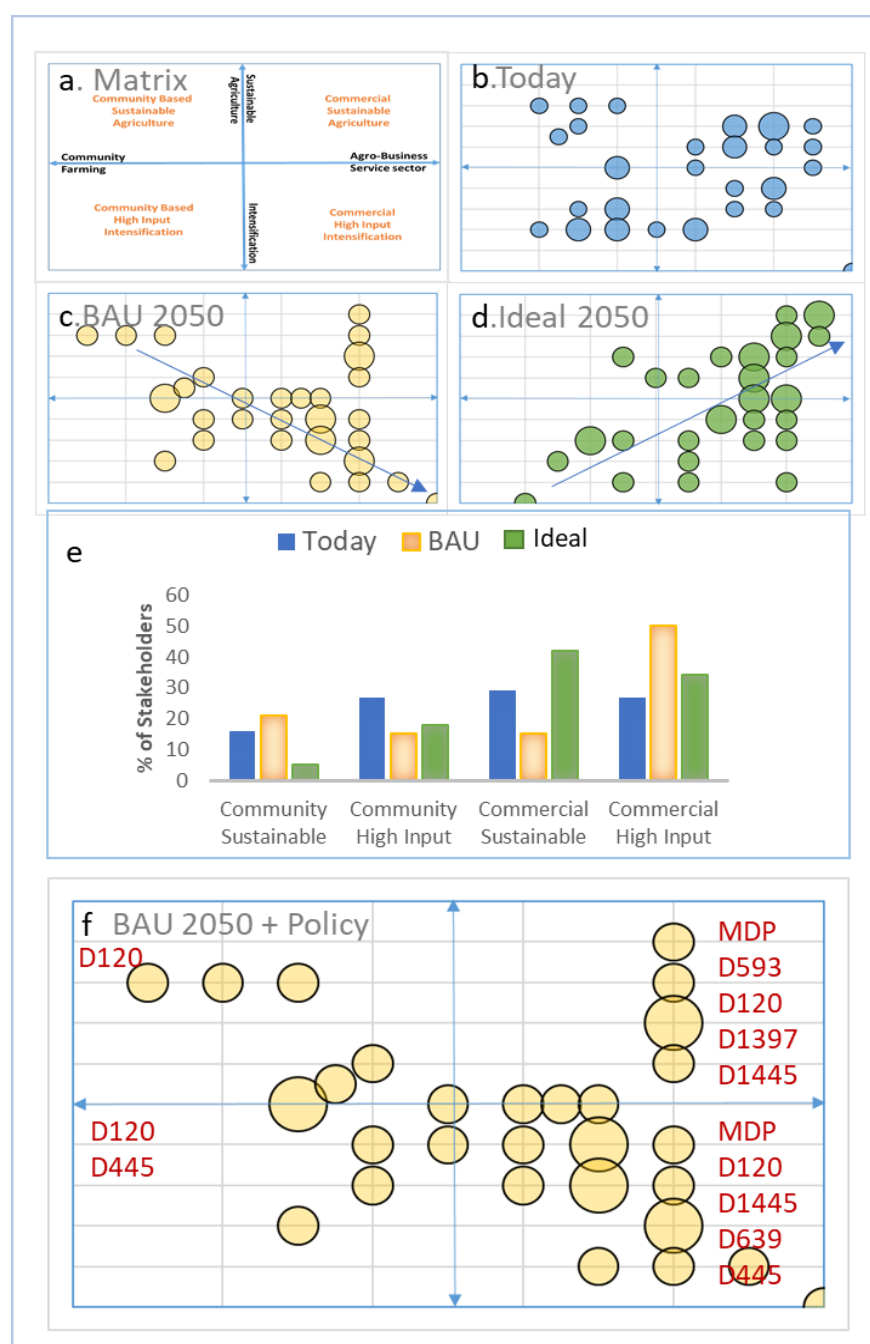 a. Matrix
Sustainable
Agriculture
Community Based
Sustainable
Agriculture
Commercial
Sustainable
Agriculture
Community
Farming
Agro-Business
Service sector
Community Based
High Input
Intensification
Intensification
Commercial
High Input
Intensification
b.Today
c.BAU 2050
d.Ideal 2050
e
Today
BAU
Ideal
% of Stakeholders
60
50
40
30
20
10
0
Community
Sustainable
Community
High Input
Commercial
Sustainable
Commercial
High Input
f BAU 2050 + Policy
D120
MDP
D593
D120
D1397
D1445
D120
D445
MDP
D120
D1445
D639
D445